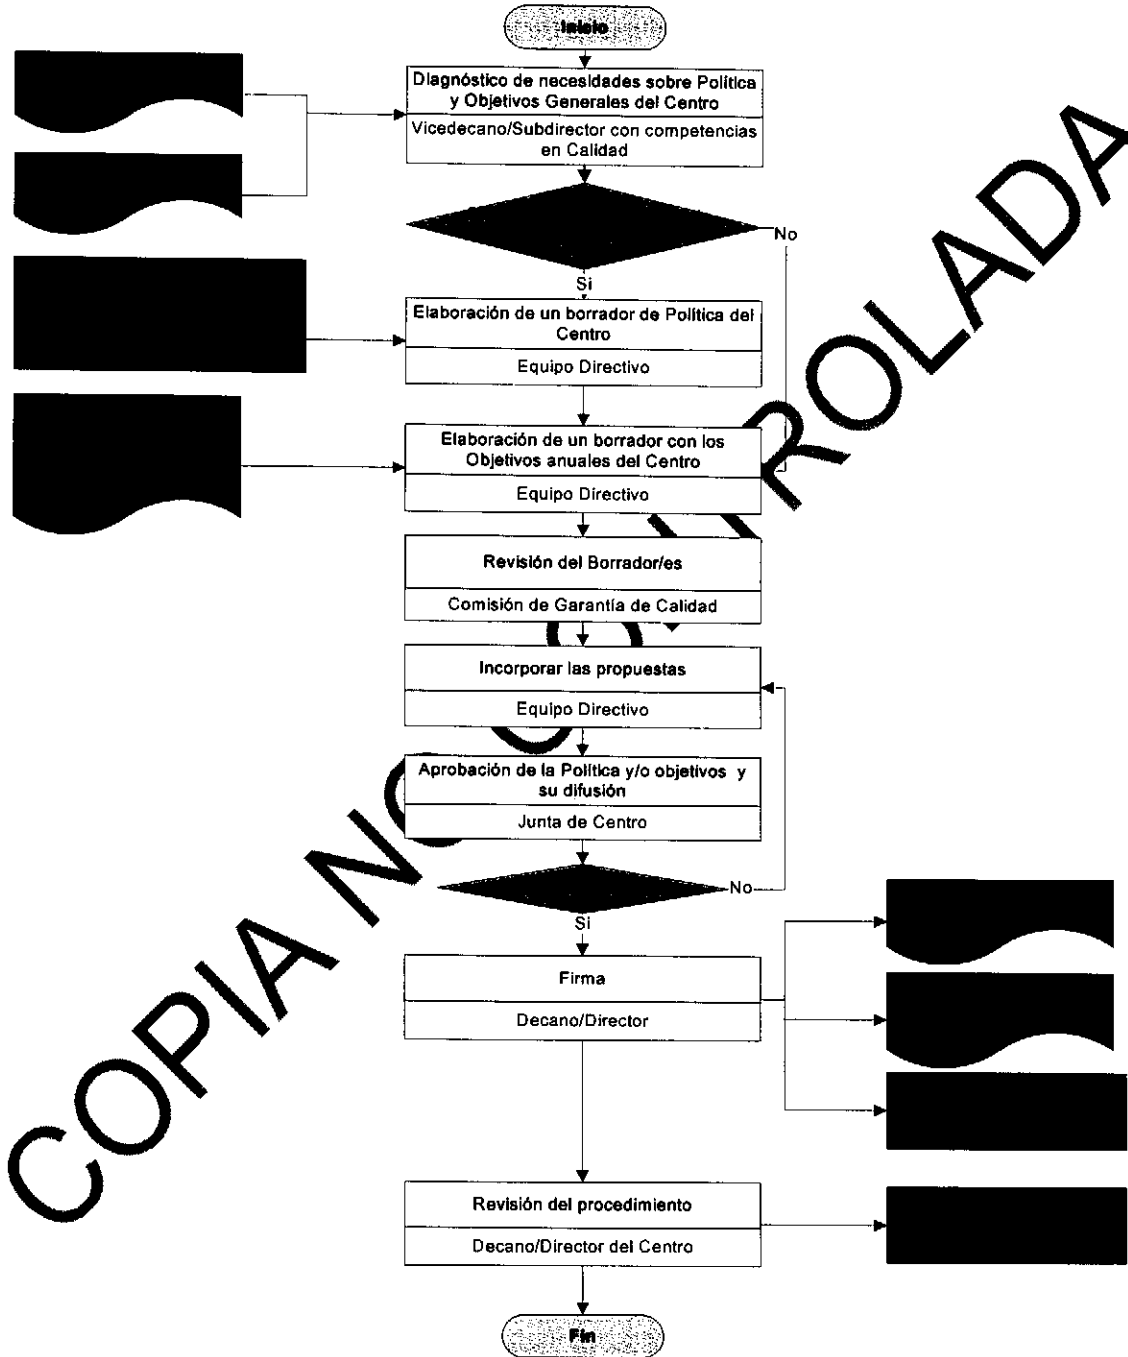 Inicio
Diagnóstico de necesidades sobre Política
y Objetivos Generales del Centro
Vicedecano/Subdirector con competencias
en Calidad
No
Si
Elaboración de un borrador de Política del
Centro
Equipo Directivo
Elaboración de un borrador con los
Objetivos anuales del Centro
Equipo Directivo
Revisión del Borrador/es
Comisión de Garantía de Calidad
Incorporar las propuestas
Equipo Directivo
Aprobación de la Política y/o objetivos y
su difusión
Junta de Centro
No
Si
Firma
Decano/Director
Revisión del procedimiento
Decano/Director del Centro
Fin
COPIA